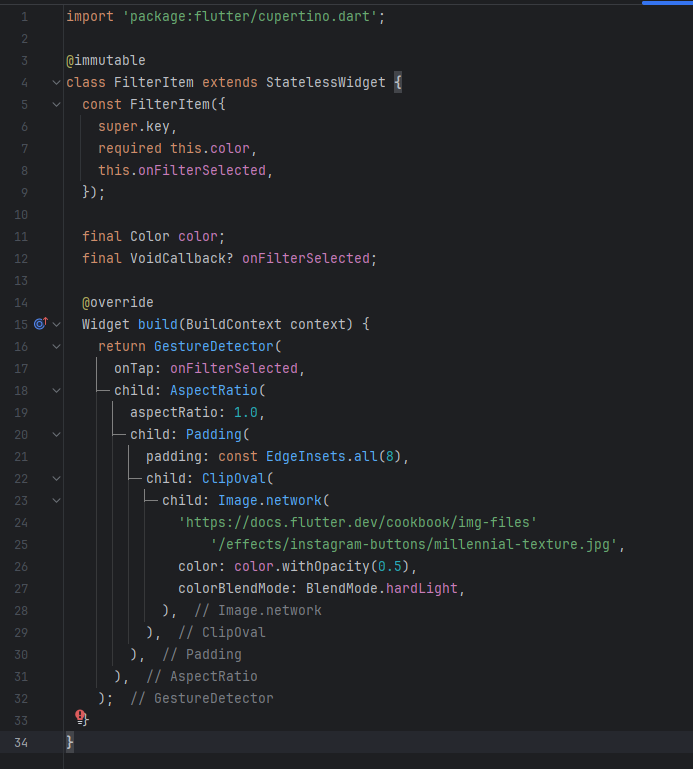 1 import 'package:flutter/cupertino.dart';
2
3 @immutable
4 class FilterItem extends StatelessWidget {
5   const FilterItem({
6     super.key,
7     required this.color,
8     this.onFilterSelected,
9   });
10
11   final Color color;
12   final VoidCallback? onFilterSelected;
13
14   @override
15   Widget build(BuildContext context) {
16     return GestureDetector(
17       onTap: onFilterSelected,
18       child: AspectRatio(
19         aspectRatio: 1.0,
20         child: Padding(
21           padding: const EdgeInsets.all(8),
22           child: ClipOval(
23             child: Image.network(
24               'https://docs.flutter.dev/cookbook/img-files'
25                   '/effects/instagram-buttons/millennial-texture.jpg',
26               color: color.withOpacity(0.5),
27               colorBlendMode: BlendMode.hardLight,
28             ),  // Image.network
29           ),  // ClipOval
30         ),  // Padding
31       ),  // AspectRatio
32     );  // GestureDetector
33   }
34 }